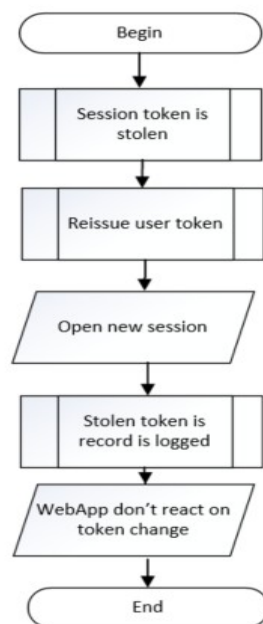 Begin
Session token is
stolen
Reissue user token
Open new session
Stolen token is
record is logged
WebApp don't react on
token change
End